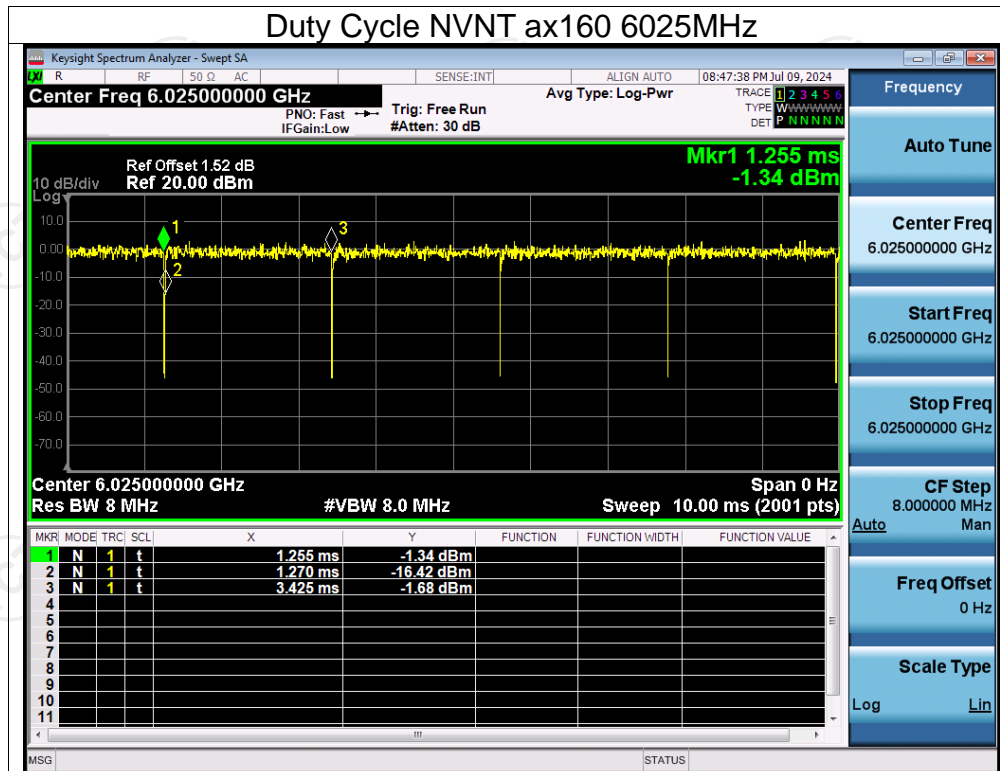 Duty Cycle NVNT ax160 6025MHz
Keysight Spectrum Analyzer - Swept SA
LXI R RF 50 Ω AC SENSE:INT ALIGN AUTO 08:47:38 PM Jul 09, 2024
Center Freq 6.025000000 GHz Avg Type: Log-Pwr TRACE 1 2 3 4 5 6
PNO: Fast Trig: Free Run TYPE WWWWWW
IFGain:Low #Atten: 30 dB DET P N N N N N
Mkr1 1.255 ms
-1.34 dBm
Ref Offset 1.52 dB
10 dB/div Ref 20.00 dBm
Log
10.0
0.00
-10.0
-20.0
-30.0
-40.0
-50.0
-60.0
-70.0
1
2
3
Center 6.025000000 GHz Span 0 Hz
Res BW 8 MHz #VBW 8.0 MHz Sweep 10.00 ms (2001 pts)
MKR MODE TRC SCL X Y FUNCTION FUNCTION WIDTH FUNCTION VALUE
1 N 1 t 1.255 ms -1.34 dBm
2 N 1 t 1.270 ms -16.42 dBm
3 N 1 t 3.425 ms -1.68 dBm
4
5
6
7
8
9
10
11
MSG STATUS
Frequency
Auto Tune
Center Freq
6.025000000 GHz
Start Freq
6.025000000 GHz
Stop Freq
6.025000000 GHz
CF Step
8.000000 MHz
Auto Man
Freq Offset
0 Hz
Scale Type
Log Lin